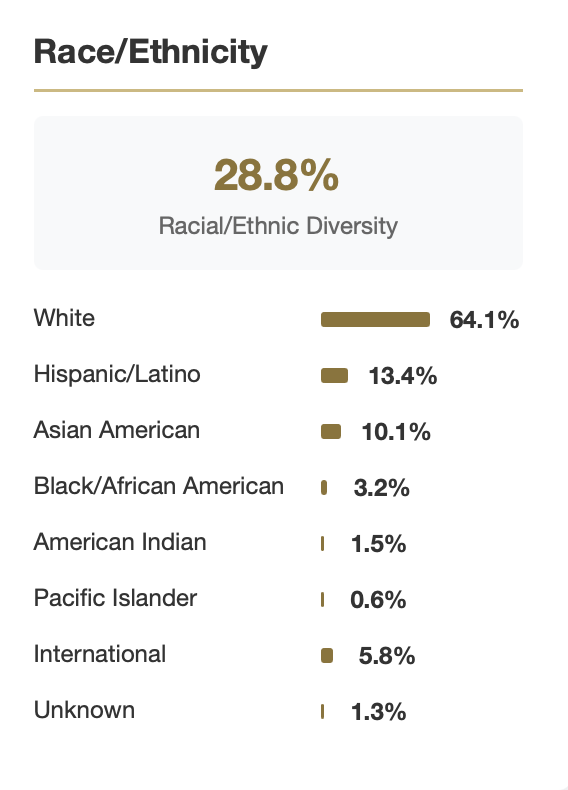 Race/Ethnicity
28.8%
Racial/Ethnic Diversity
White 64.1%
Hispanic/Latino 13.4%
Asian American 10.1%
Black/African American 3.2%
American Indian 1.5%
Pacific Islander 0.6%
International 5.8%
Unknown 1.3%